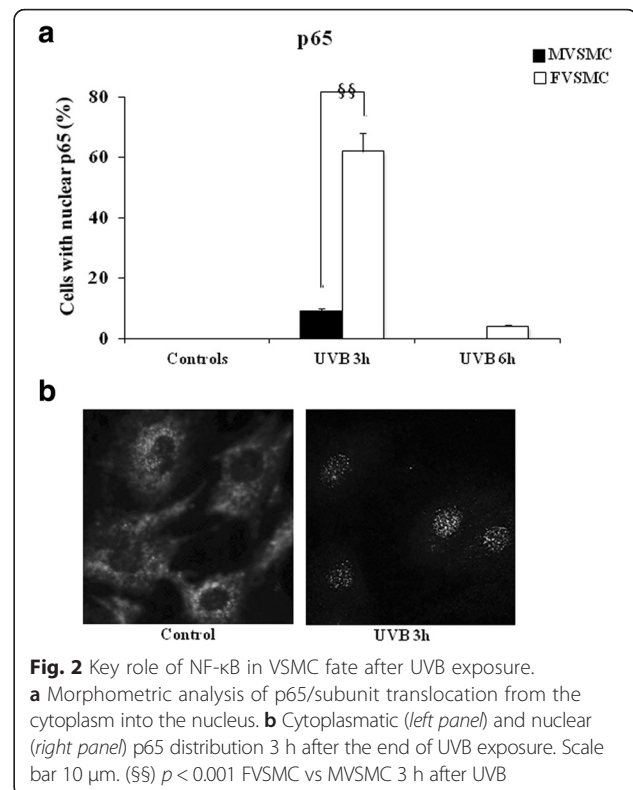 a
p65
MVSMC
FVSMC
§§
Cells with nuclear p65 (%)
80
60
40
20
0
Controls
UVB 3h
UVB 6h
b
Control
UVB 3h
Fig. 2 Key role of NF-κB in VSMC fate after UVB exposure.
a Morphometric analysis of p65/subunit translocation from the
cytoplasm into the nucleus. b Cytoplasmatic (left panel) and nuclear
(right panel) p65 distribution 3 h after the end of UVB exposure. Scale
bar 10 μm. (§§) p < 0.001 FVSMC vs MVSMC 3 h after UVB